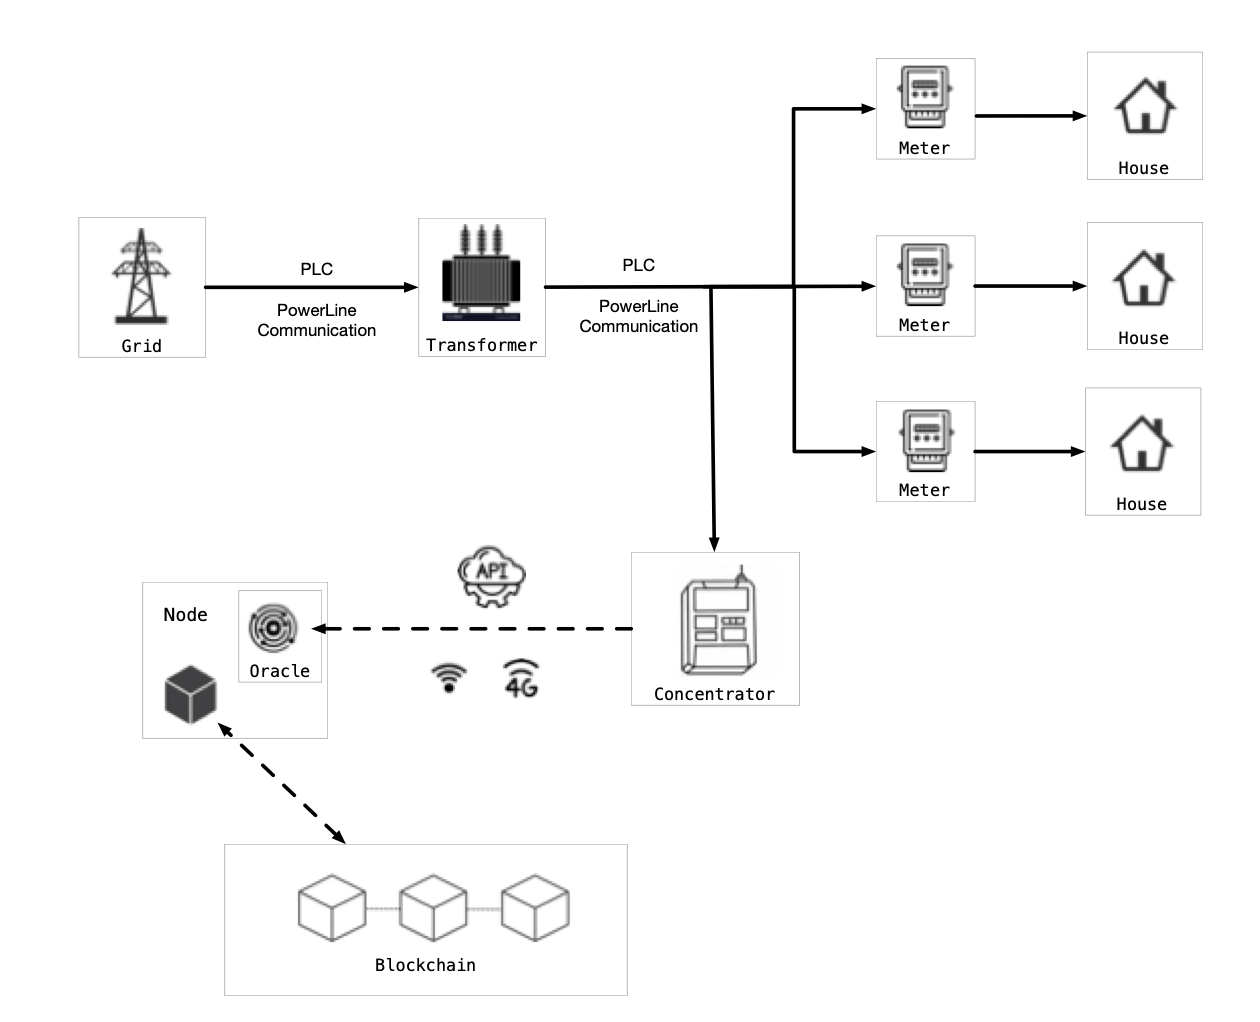 Meter
House
Grid
PLC
PowerLine
Communication
Transformer
PLC
PowerLine
Communication
Meter
House
Meter
House
API
4G
Node
Oracle
Concentrator
Blockchain